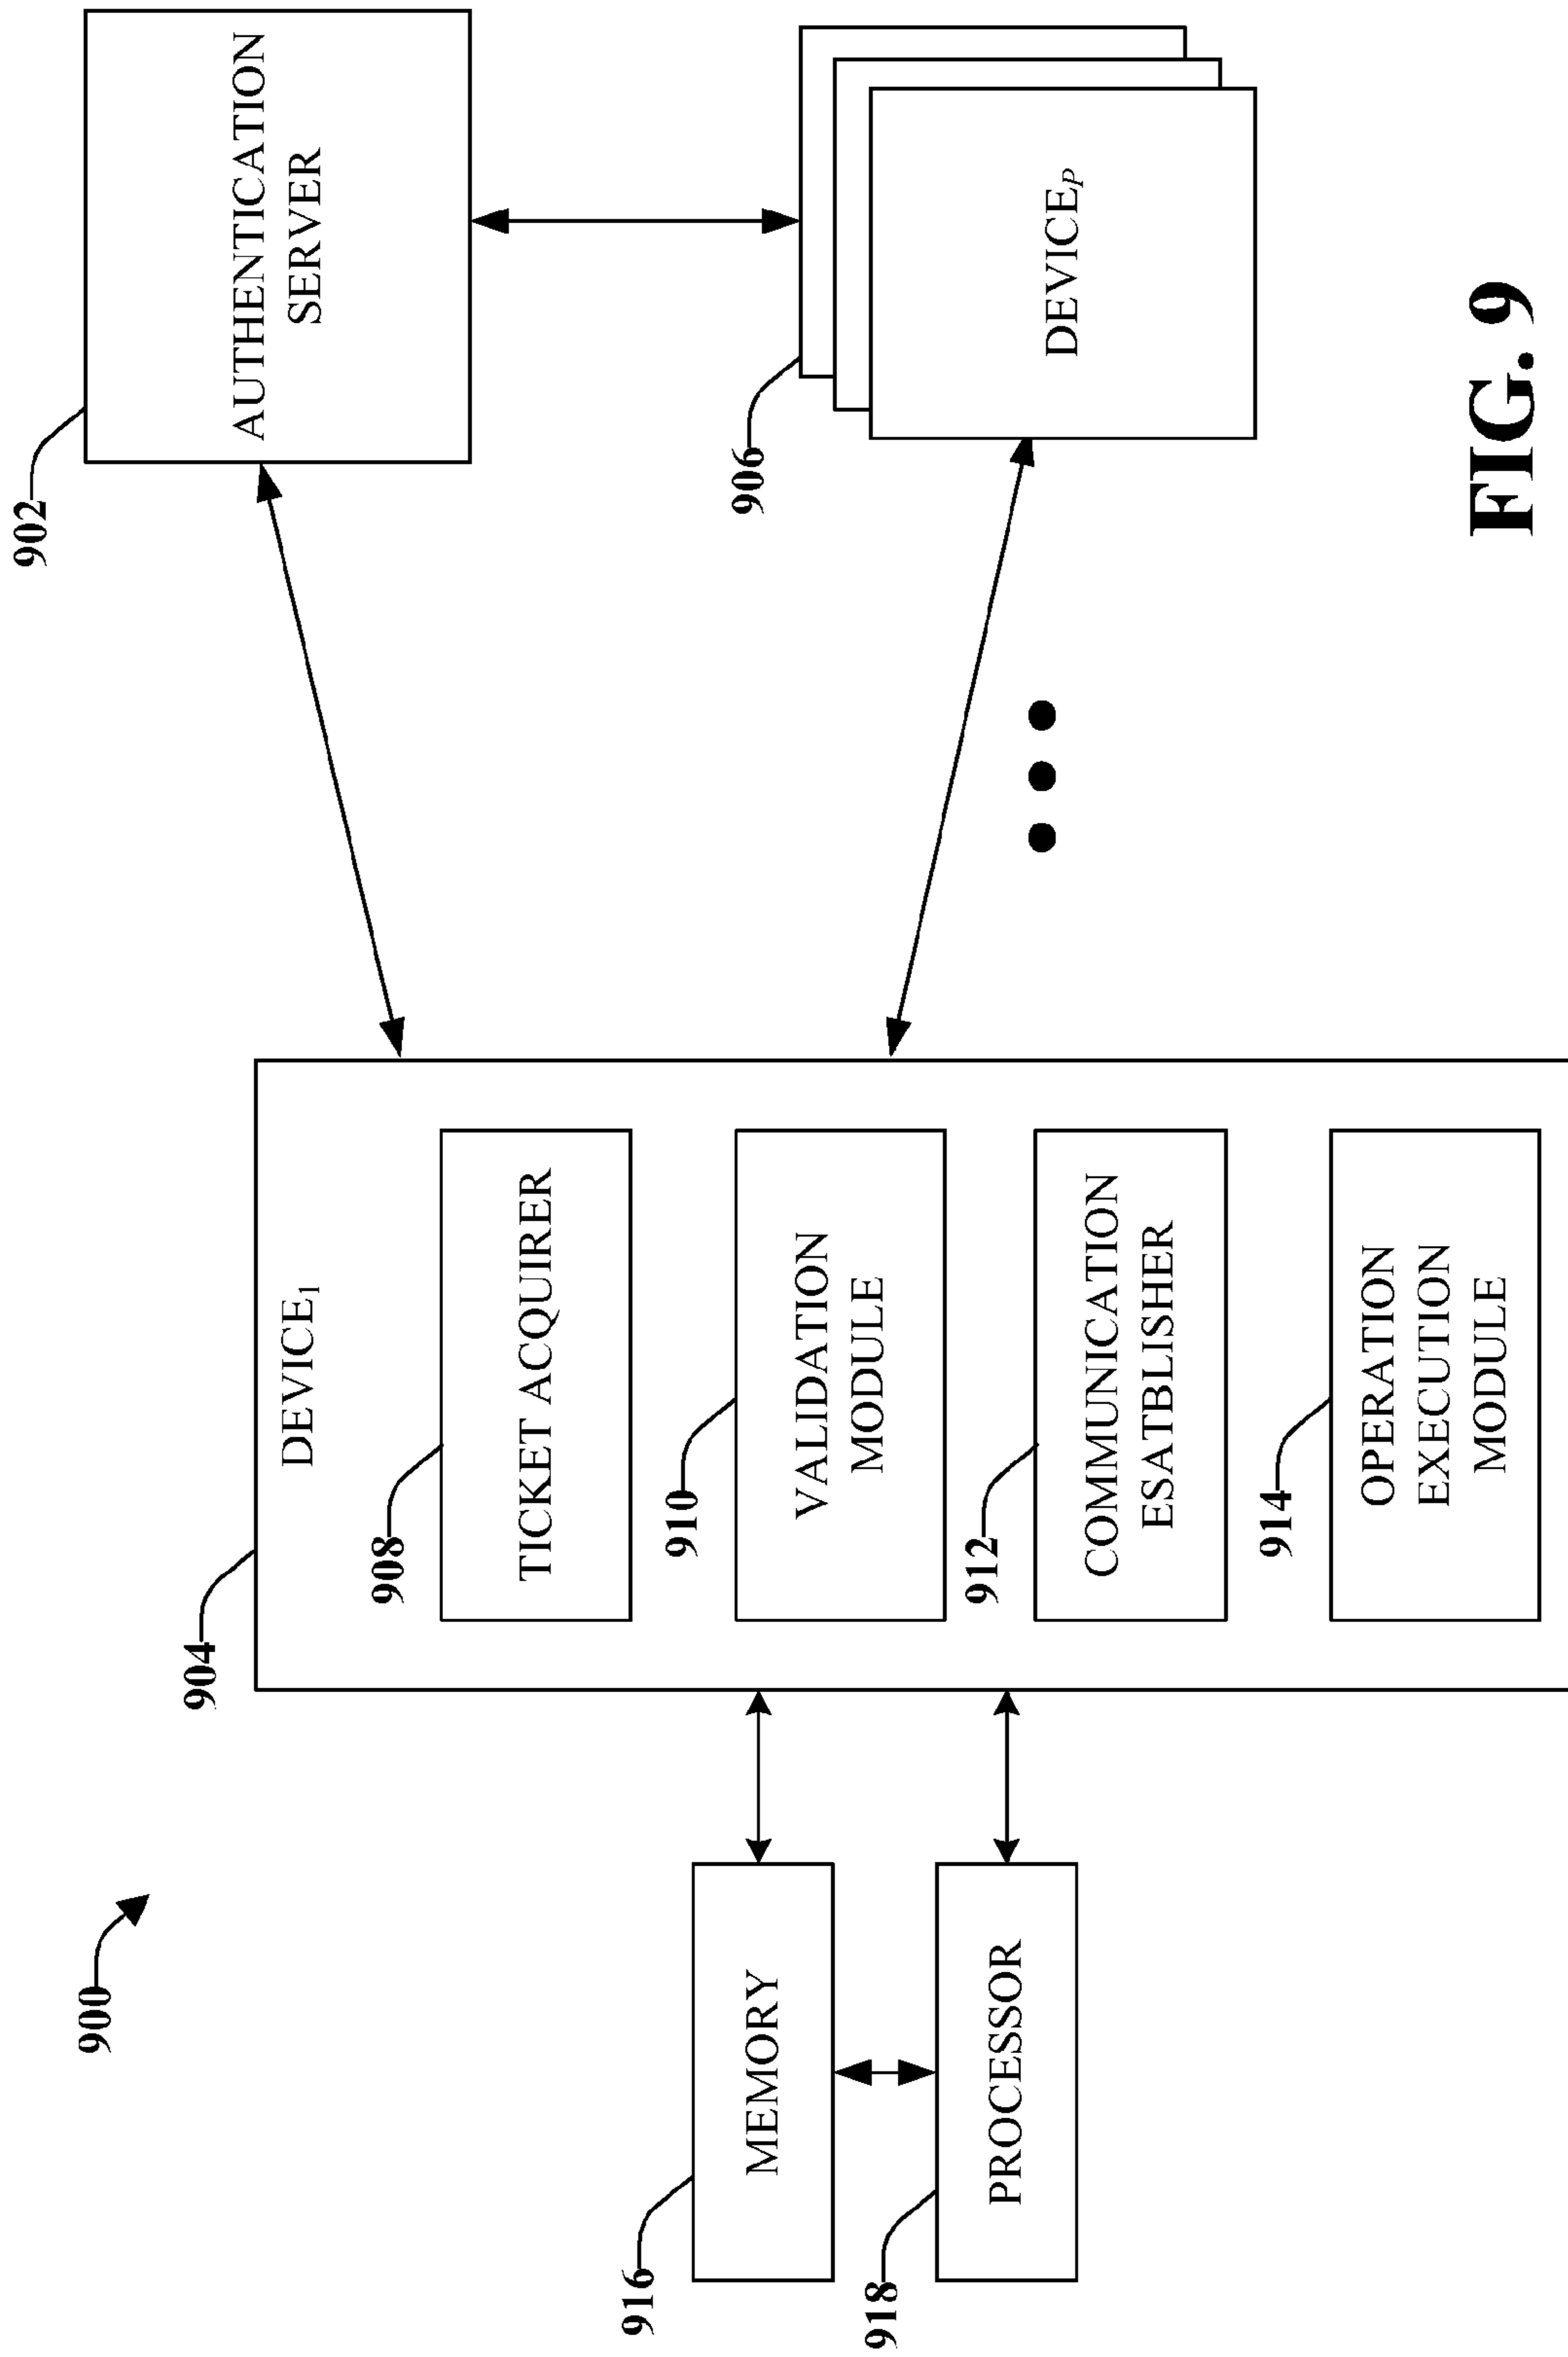 900
902
AUTHENTICATION
SERVER
904
DEVICE1
908
TICKET ACQUIRER
916
MEMORY
910
VALIDATION
MODULE
906
DEVICEP
918
PROCESSOR
912
COMMUNICATION
ESATBLISHER
914
OPERATION
EXECUTION
MODULE
FIG. 9